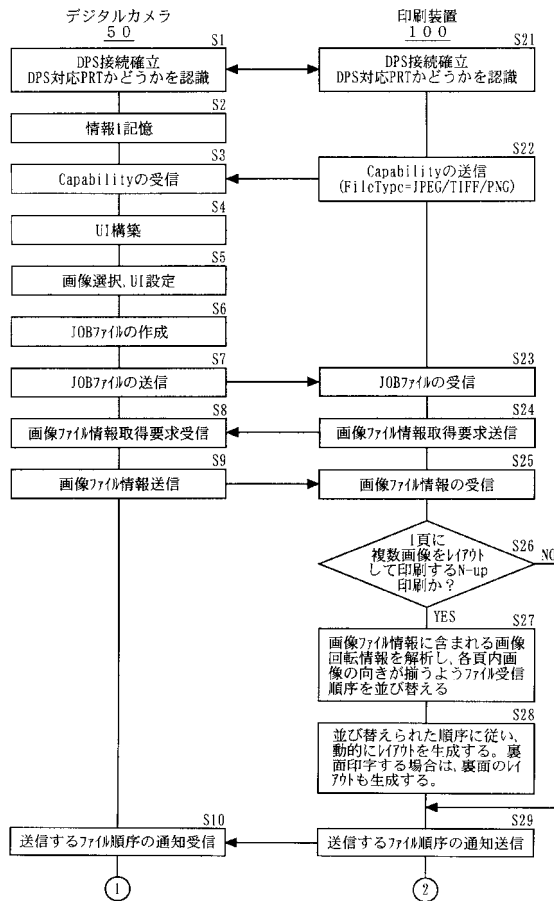 デジタルカメラ
50
印刷装置
100
S1
DPS接続確立
DPS対応PRTかどうかを認識
S21
DPS接続確立
DPS対応PRTかどうかを認識
S2
情報1記憶
S3
Capabilityの受信
S22
Capabilityの送信
(FileType=JPEG/TIFF/PNG)
S4
UI構築
S5
画像選択,UI設定
S6
JOBファイルの作成
S7
JOBファイルの送信
S23
JOBファイルの受信
S8
画像ファイル情報取得要求受信
S24
画像ファイル情報取得要求送信
S9
画像ファイル情報送信
S25
画像ファイル情報の受信
S26
1頁に
複数画像をレイアウト
して印刷するN-up
印刷か?
NO
YES
S27
画像ファイル情報に含まれる画像
回転情報を解析し、各頁内画
像の向きが揃うようファイル受信
順序を並び替える
S28
並び替えられた順序に従い、
動的にレイアウトを生成する。裏
面印字する場合は、裏面のレイ
アウトも生成する。
S10
送信するファイル順序の通知受信
S29
送信するファイル順序の通知送信
1
2